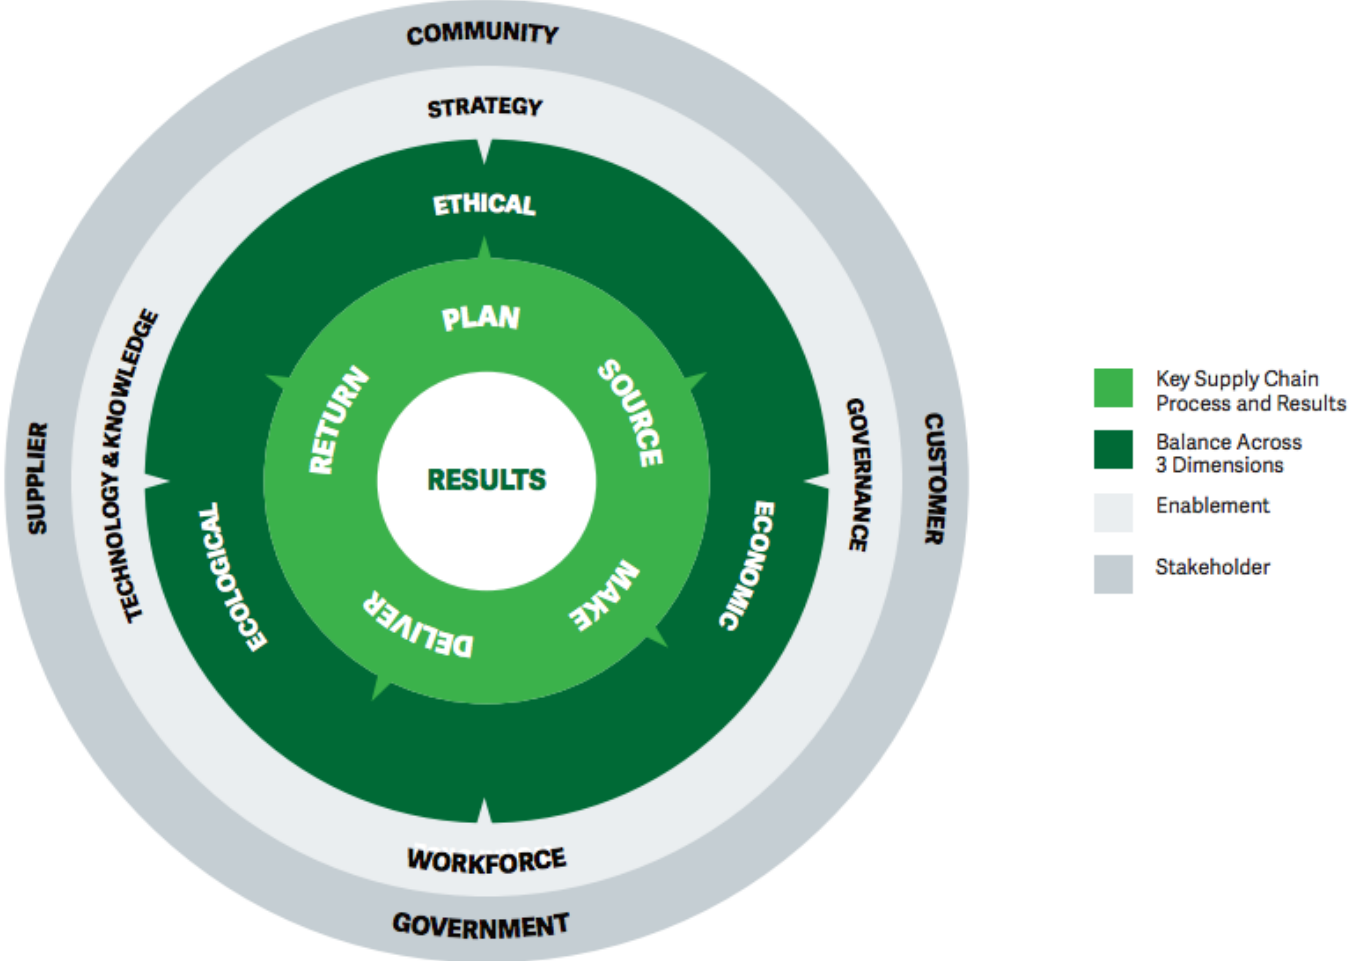 COMMUNITY
STRATEGY
ETHICAL
PLAN
SOURCE
MAKE
DELIVER
RETURN
RESULTS
ECONOMIC
ECOLOGICAL
GOVERNANCE
WORKFORCE
TECHNOLOGY & KNOWLEDGE
CUSTOMER
GOVERNMENT
SUPPLIER
Key Supply Chain
Process and Results
Balance Across
3 Dimensions
Enablement
Stakeholder